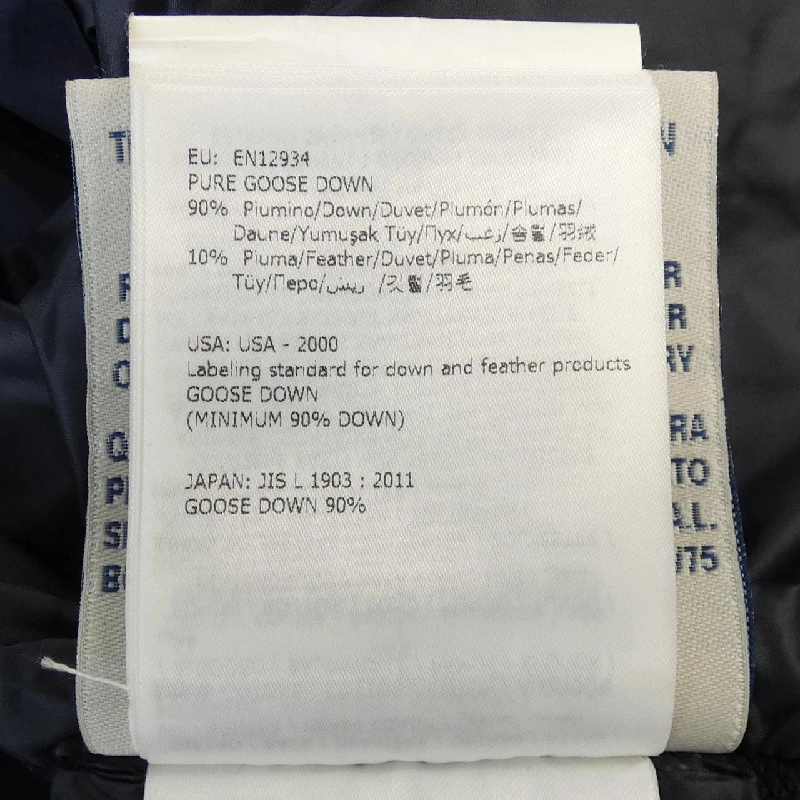 EU: EN12934
PURE GOOSE DOWN
90% Piumino/Down/Duvet/Plumón/Plumas/
Daune/Yumuşak Tüy/Пух/زغب/솜털/羽绒
10% Piuma/Feather/Duvet/Pluma/Penas/Feder/
Tüy/Перо/ريش /깃털/羽毛
USA: USA - 2000
Labeling standard for down and feather products
GOOSE DOWN
(MINIMUM 90% DOWN)
JAPAN: JIS L 1903 : 2011
GOOSE DOWN 90%